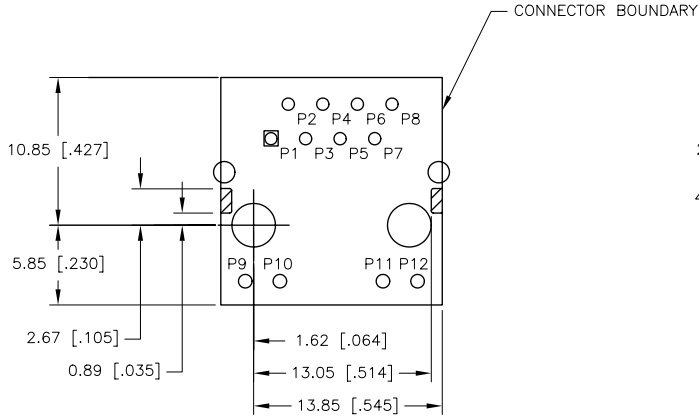 CONNECTOR BOUNDARY
P2 P4 P6 P8
P1 P3 P5 P7
10.85 [.427]
5.85 [.230]
P9 P10 P11 P12
2.67 [.105]
0.89 [.035]
1.62 [.064]
13.05 [.514]
13.85 [.545]